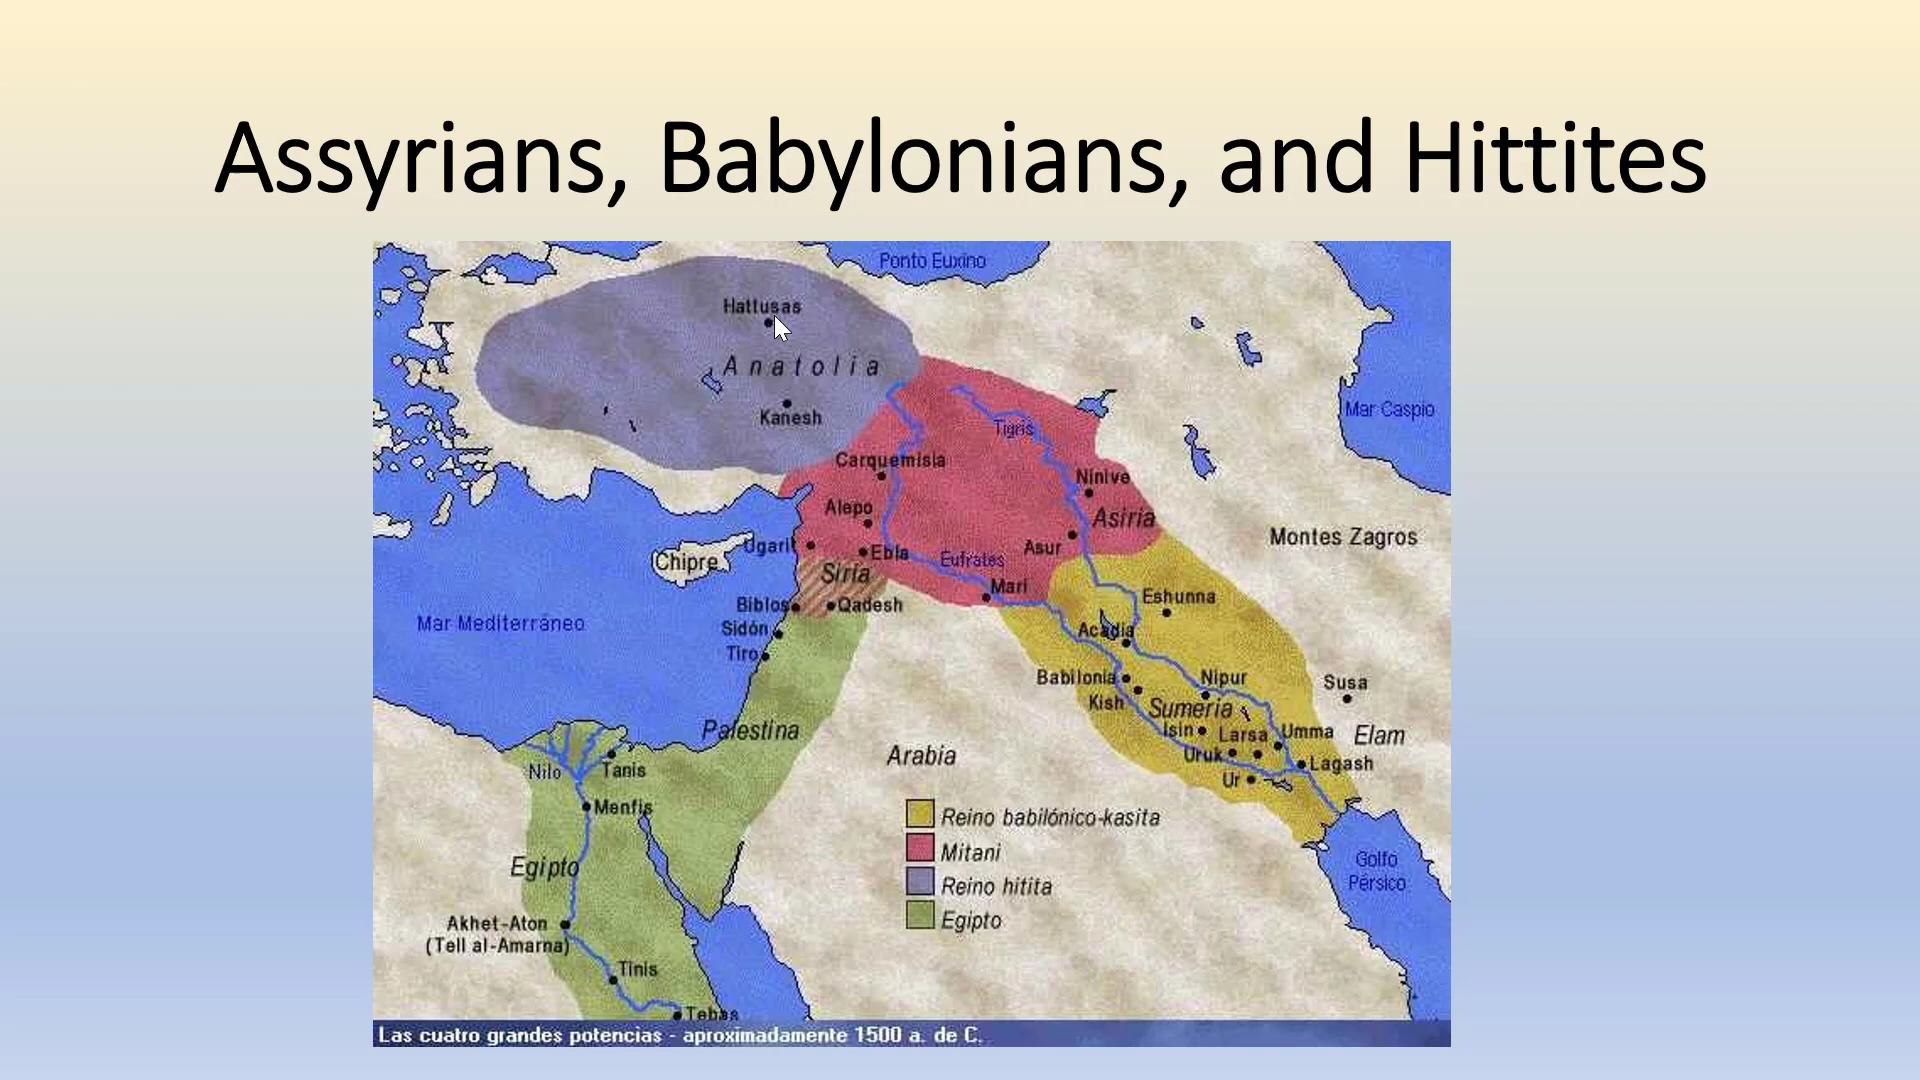 Assyrians, Babylonians, and Hittites
Ponto Euxino
Hattusas
Anatolia
Kanesh
Mar Caspio
Tigris
Carquemisia
Nínive
Alepo
Asiria
Montes Zagros
Ugarit
Ebla
Eufrates
Asur
Chipre
Siria
Mari
Biblos
Qadesh
Eshunna
Mar Mediterráneo
Sidón
Acadia
Tiro
Babilonia
Nipur
Susa
Kish
Sumeria
Palestina
Isin
Larsa
Umma
Elam
Arabia
Uruk
Lagash
Nilo
Tanis
Ur
Menfis
Reino babilónico-kasita
Mitani
Egipto
Reino hitita
Golfo
Pérsico
Egipto
Akhet-Aton
(Tell al-Amarna)
Tinis
Tebas
Las cuatro grandes potencias - aproximadamente 1500 a. de C.